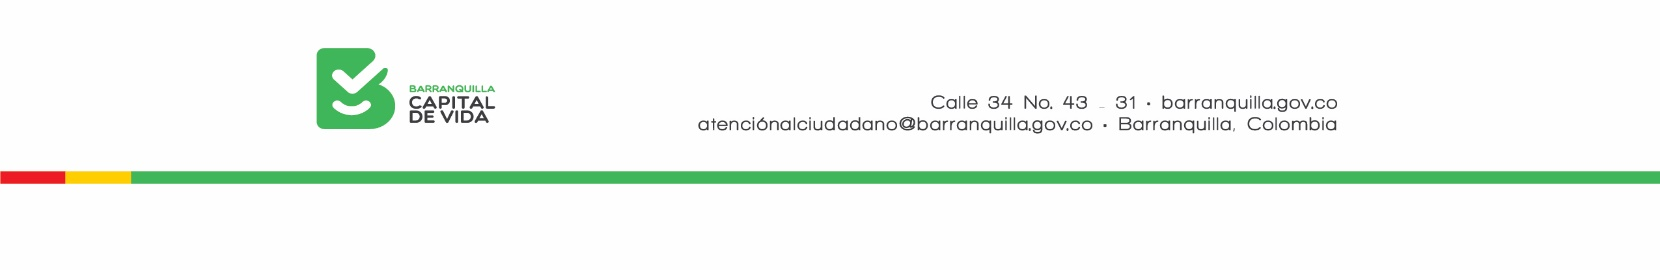 BARRANQUILLA
CAPITAL
DE VIDA
Calle 34 No. 43 - 31 • barranquilla.gov.co
atenciónalciudadano@barranquilla.gov.co • Barranquilla, Colombia